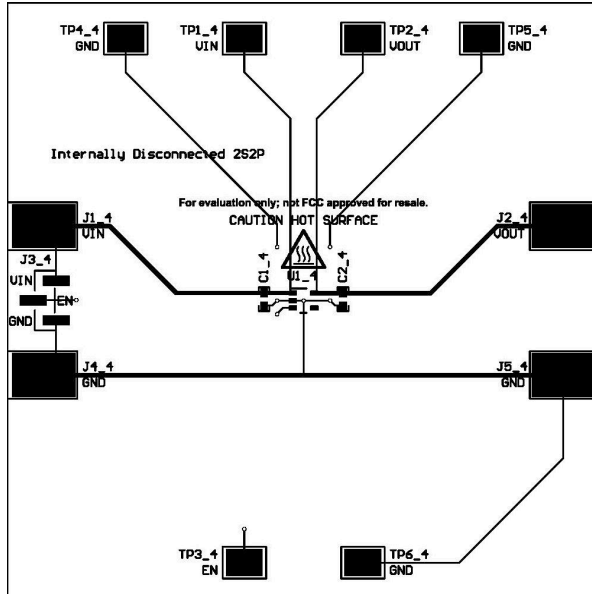 TP4_4
GND
TP1_4
VIN
TP2_4
VOUT
TP5_4
GND
Internally Disconnected 2S2P
For evaluation only; not FCC approved for resale.
CAUTION HOT SURFACE
J1_4
VIN
J2_4
VOUT
J3_4
VIN
EN
GND
C1_4
U1_4
C2_4
J4_4
GND
J5_4
GND
TP3_4
EN
TP6_4
GND